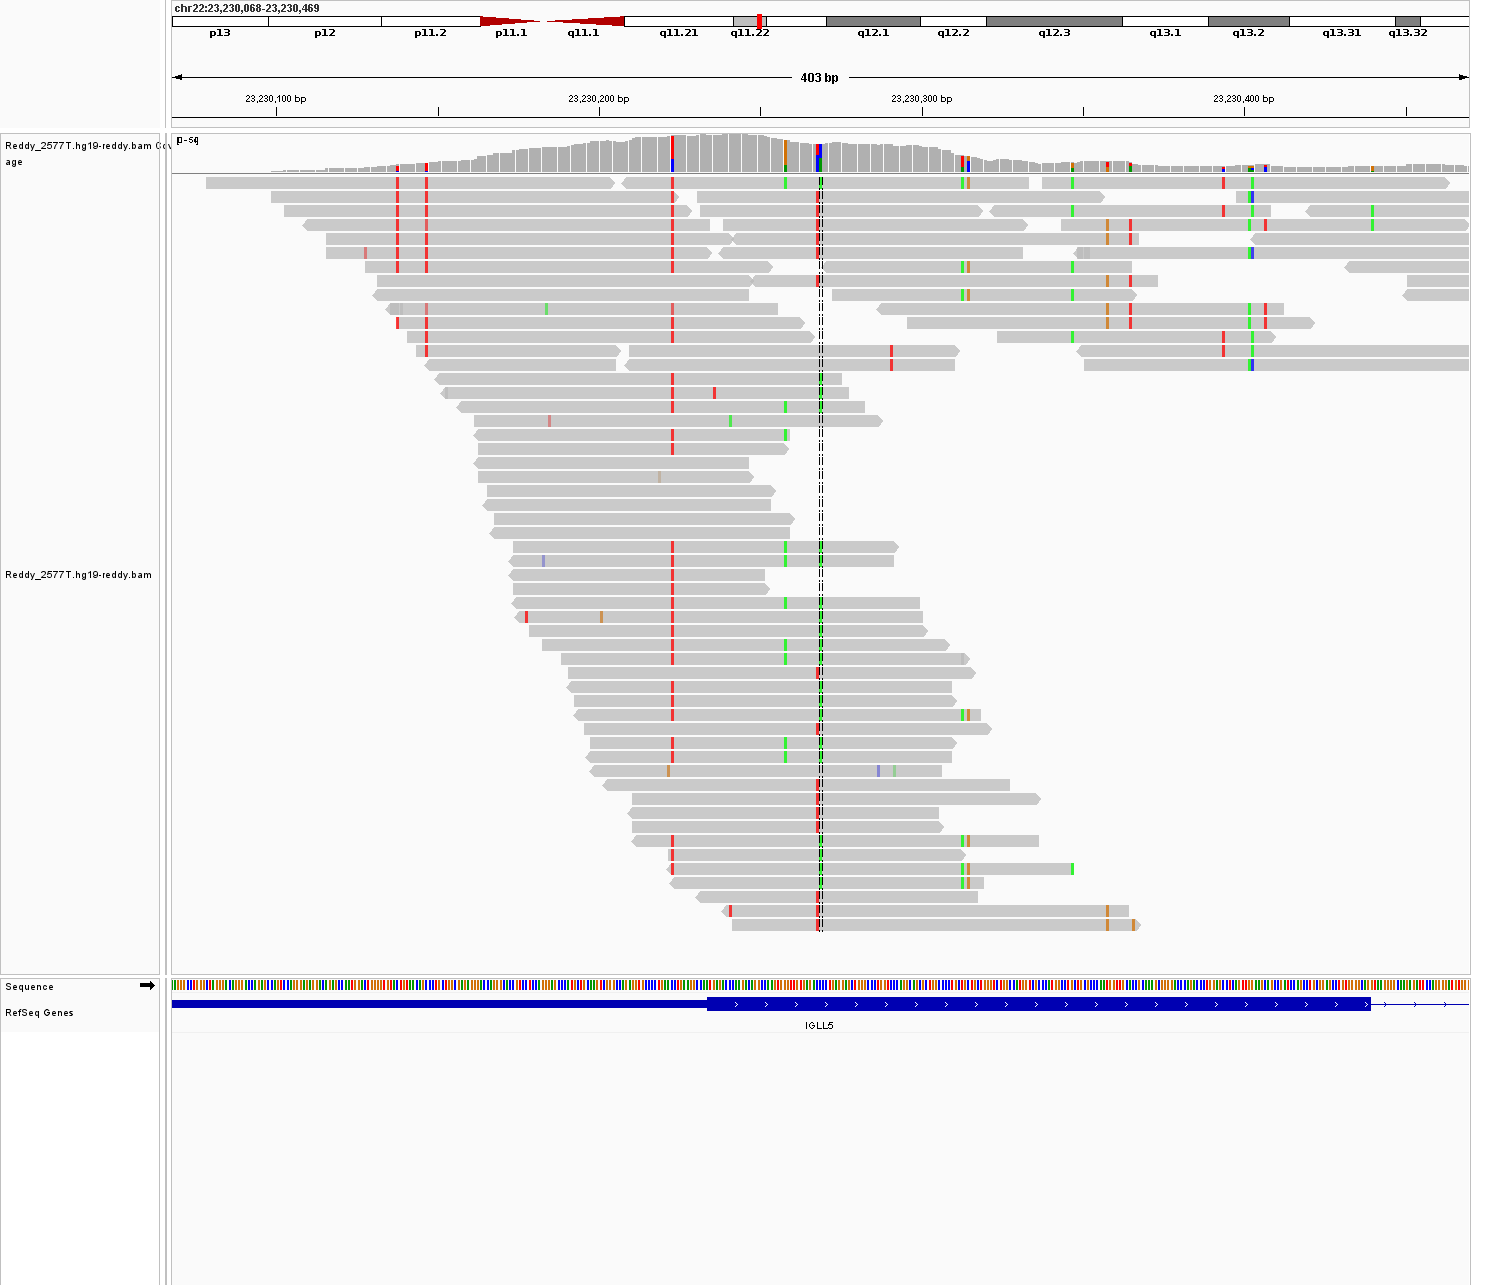 chr22:23,230,068-23,230,469
p13 p12 p11.2 p11.1 q11.1 q11.21 q11.22 q12.1 q12.2 q12.3 q13.1 q13.2 q13.31 q13.32
403 bp
23,230,100 bp 23,230,200 bp 23,230,300 bp 23,230,400 bp
Reddy_2577T.hg19-reddy.bam Cov
age
[0-54]
Reddy_2577T.hg19-reddy.bam
Sequence
RefSeq Genes
IGLL5